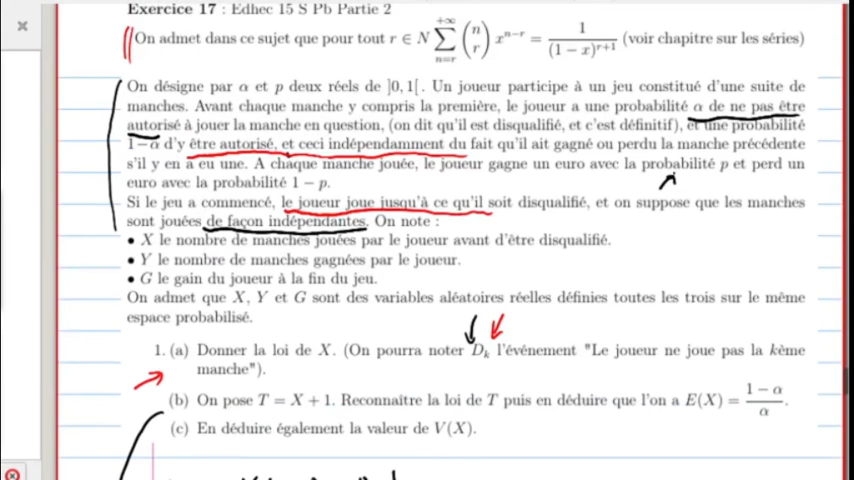 Exercice 17 : Edhec 15 S Pb Partie 2
On admet dans ce sujet que pour tout r ∈ N \sum_{n=r}^{+\infty} \binom{n}{r} x^{n-r} = \frac{1}{(1-x)^{r+1}} (voir chapitre sur les séries)
On désigne par α et p deux réels de ]0, 1[. Un joueur participe à un jeu constitué d'une suite de
manches. Avant chaque manche y compris la première, le joueur a une probabilité α de ne pas être
autorisé à jouer la manche en question, (on dit qu'il est disqualifié, et c'est définitif), et une probabilité
1−α d'y être autorisé, et ceci indépendamment du fait qu'il ait gagné ou perdu la manche précédente
s'il y en a eu une. A chaque manche jouée, le joueur gagne un euro avec la probabilité p et perd un
euro avec la probabilité 1 − p.
Si le jeu a commencé, le joueur joue jusqu'à ce qu'il soit disqualifié, et on suppose que les manches
sont jouées de façon indépendantes. On note :
• X le nombre de manches jouées par le joueur avant d'être disqualifié.
• Y le nombre de manches gagnées par le joueur.
• G le gain du joueur à la fin du jeu.
On admet que X, Y et G sont des variables aléatoires réelles définies toutes les trois sur le même
espace probabilisé.
1. (a) Donner la loi de X. (On pourra noter D_k l'événement "Le joueur ne joue pas la kème
manche").
(b) On pose T = X + 1. Reconnaître la loi de T puis en déduire que l'on a E(X) = \frac{1-α}{α}.
(c) En déduire également la valeur de V(X).